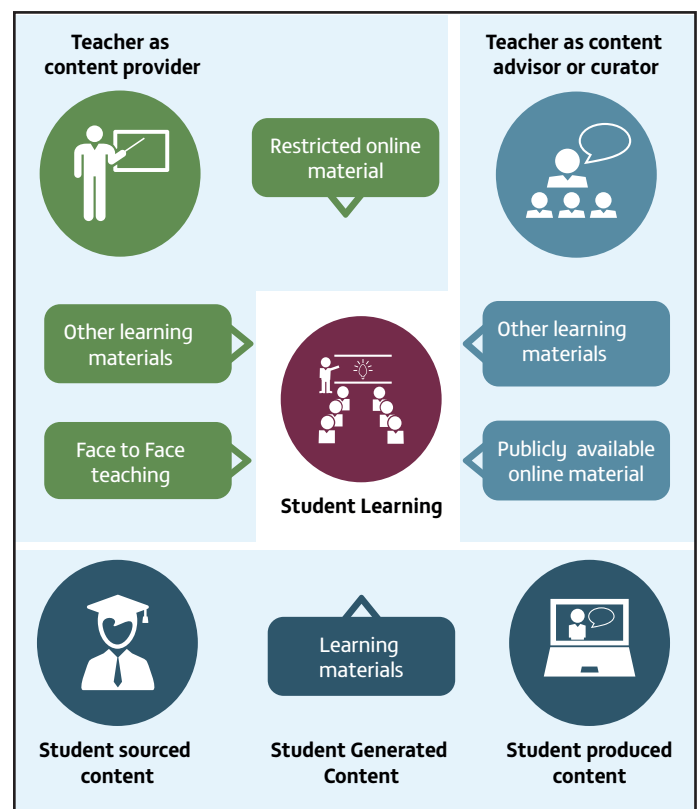 Teacher as
content provider
Teacher as content
advisor or curator
Restricted online
material
Other learning
materials
Other learning
materials
Face to Face
teaching
Publicly available
online material
Student Learning
Learning
materials
Student sourced
content
Student Generated
Content
Student produced
content